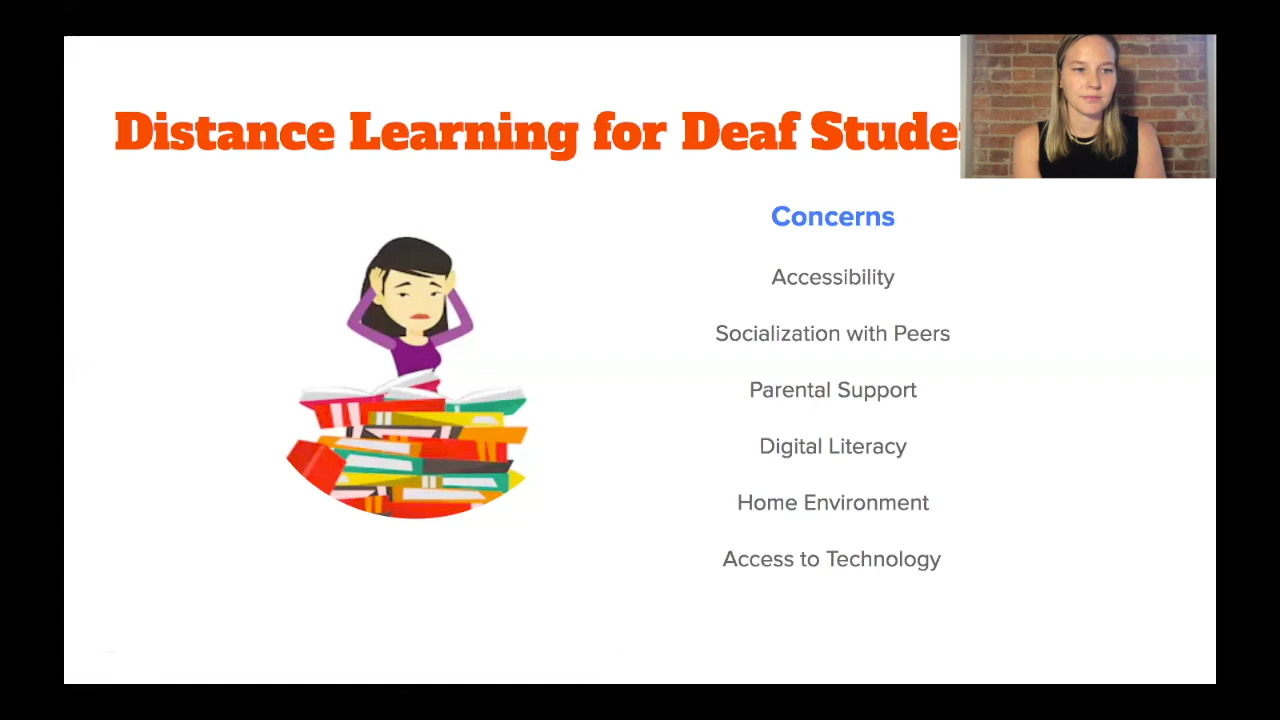 Distance Learning for Deaf Stude
Concerns
Accessibility
Socialization with Peers
Parental Support
Digital Literacy
Home Environment
Access to Technology